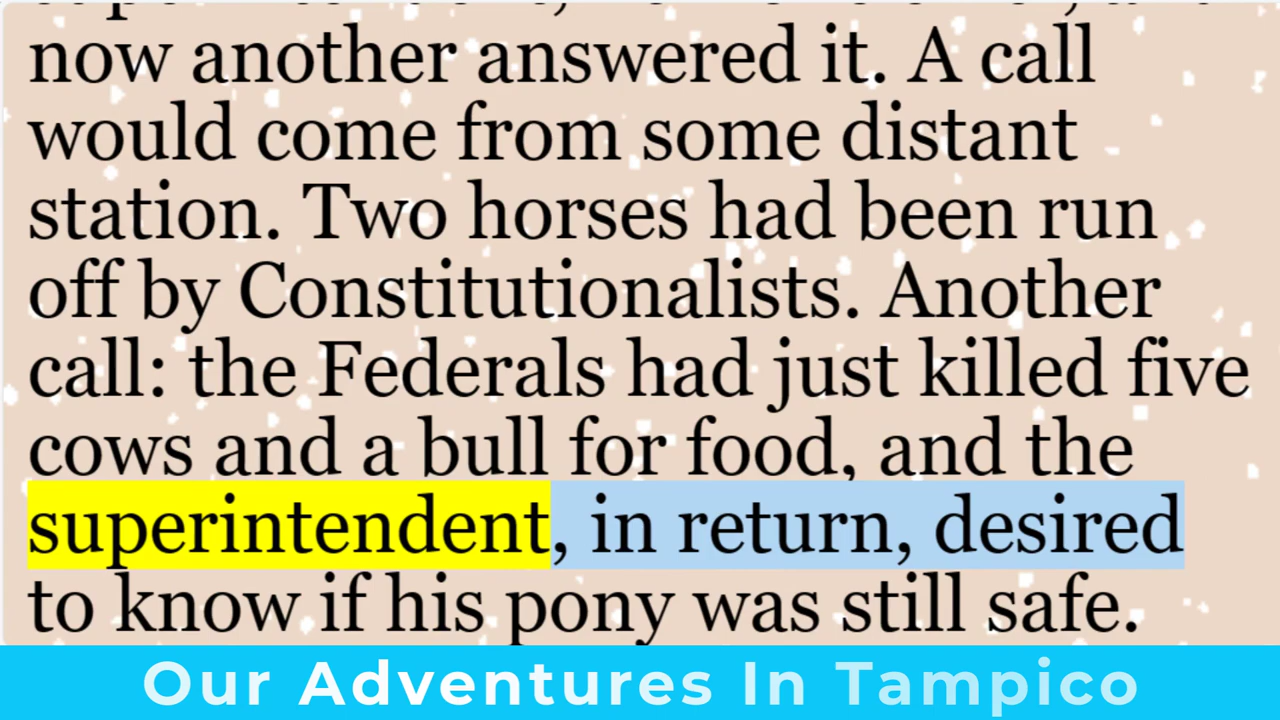 now another answered it. A call
would come from some distant
station. Two horses had been run
off by Constitutionalists. Another
call: the Federals had just killed five
cows and a bull for food, and the
superintendent, in return, desired
to know if his pony was still safe.
Our Adventures In Tampico